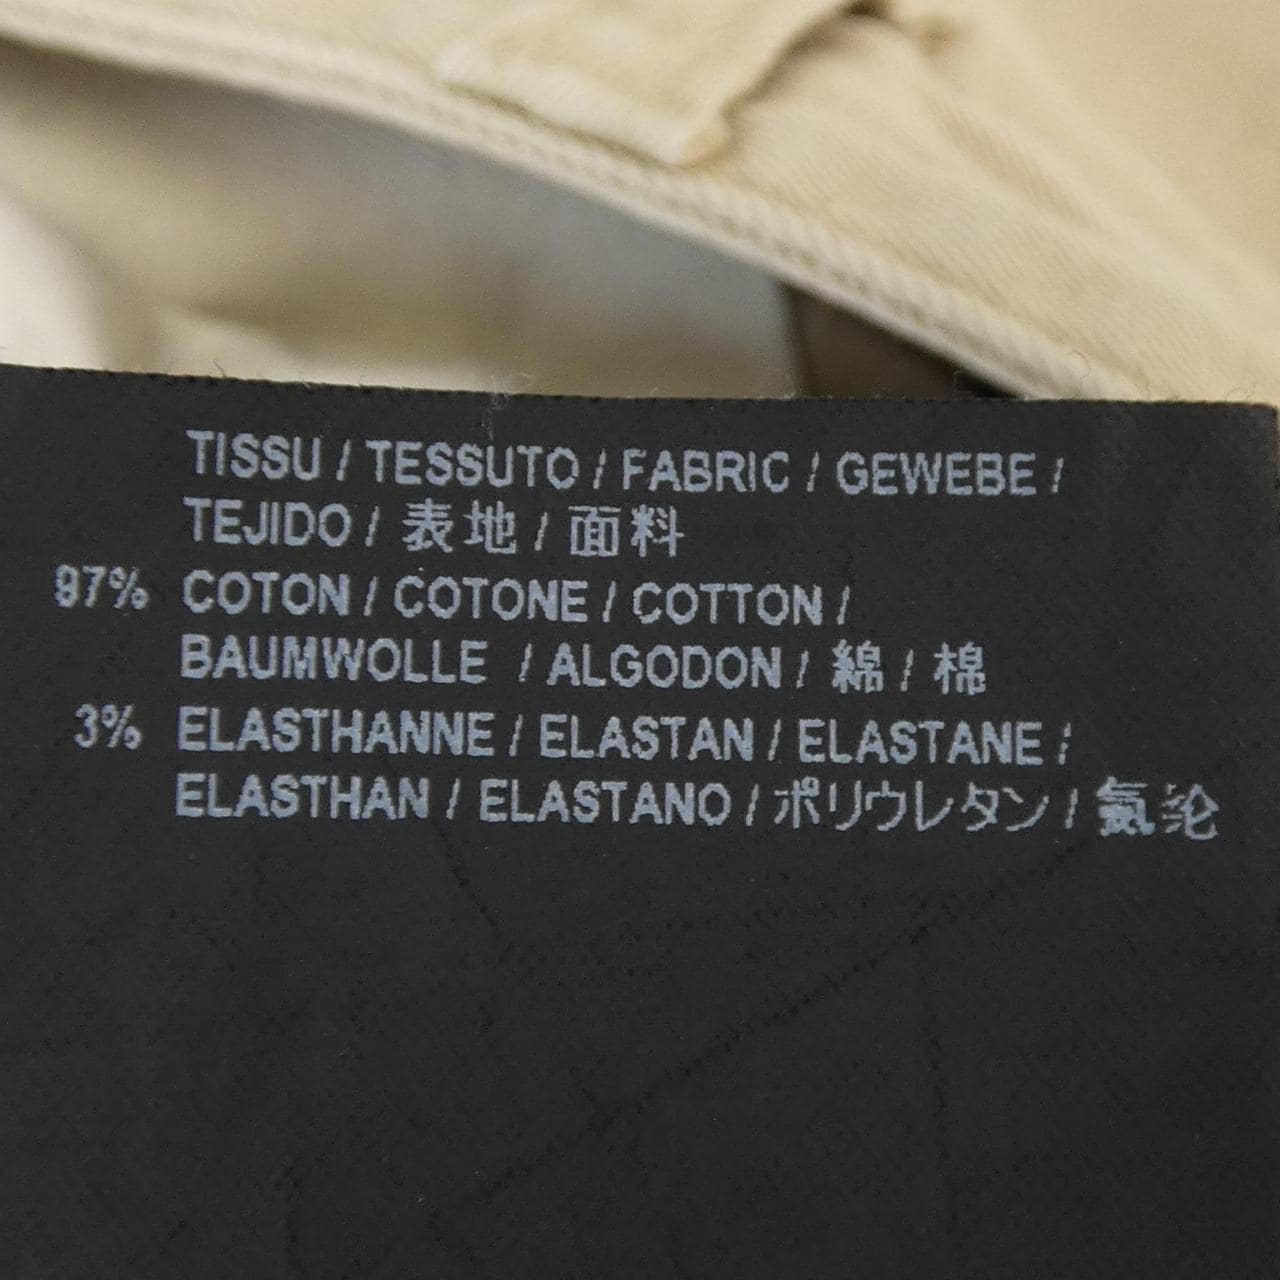 TISSU / TESSUTO / FABRIC / GEWEBE /
TEJIDO / 表地 / 面料
97% COTON / COTONE / COTTON /
BAUMWOLLE / ALGODON / 綿 / 棉
3% ELASTHANNE / ELASTAN / ELASTANE /
ELASTHAN / ELASTANO / ポリウレタン / 氨纶